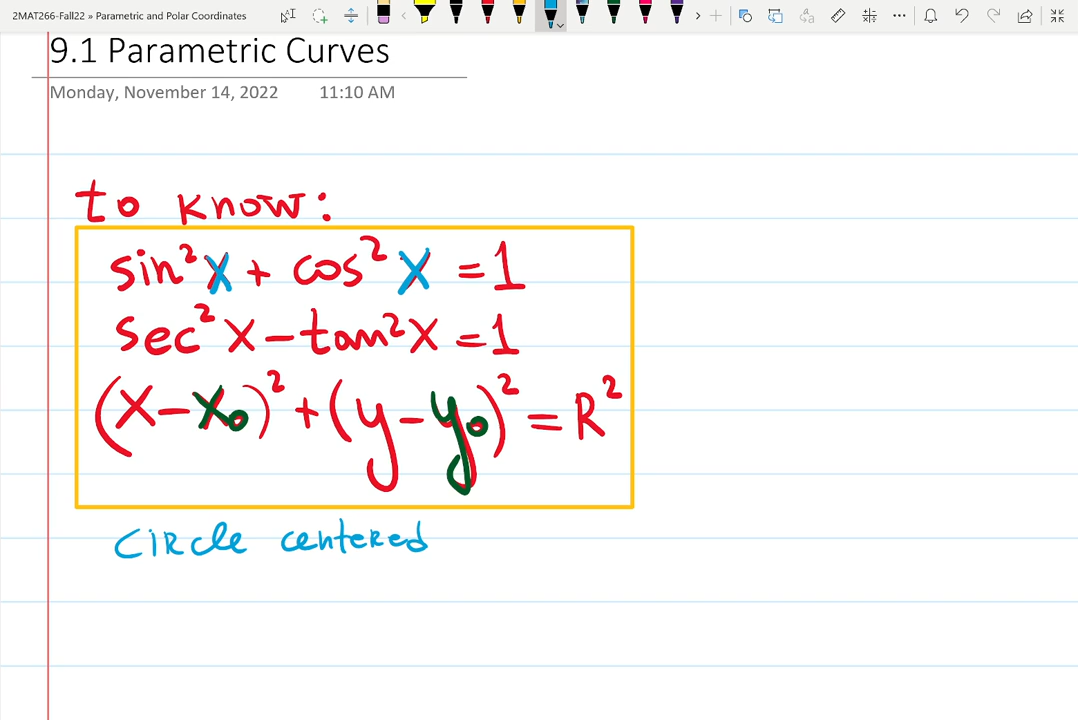 2MAT266-Fall22 » Parametric and Polar Coordinates
9.1 Parametric Curves
Monday, November 14, 2022 11:10 AM
to know:
sin²x + cos²x = 1
sec²x - tan²x = 1
(x - x₀)² + (y - y₀)² = R²
circle centered